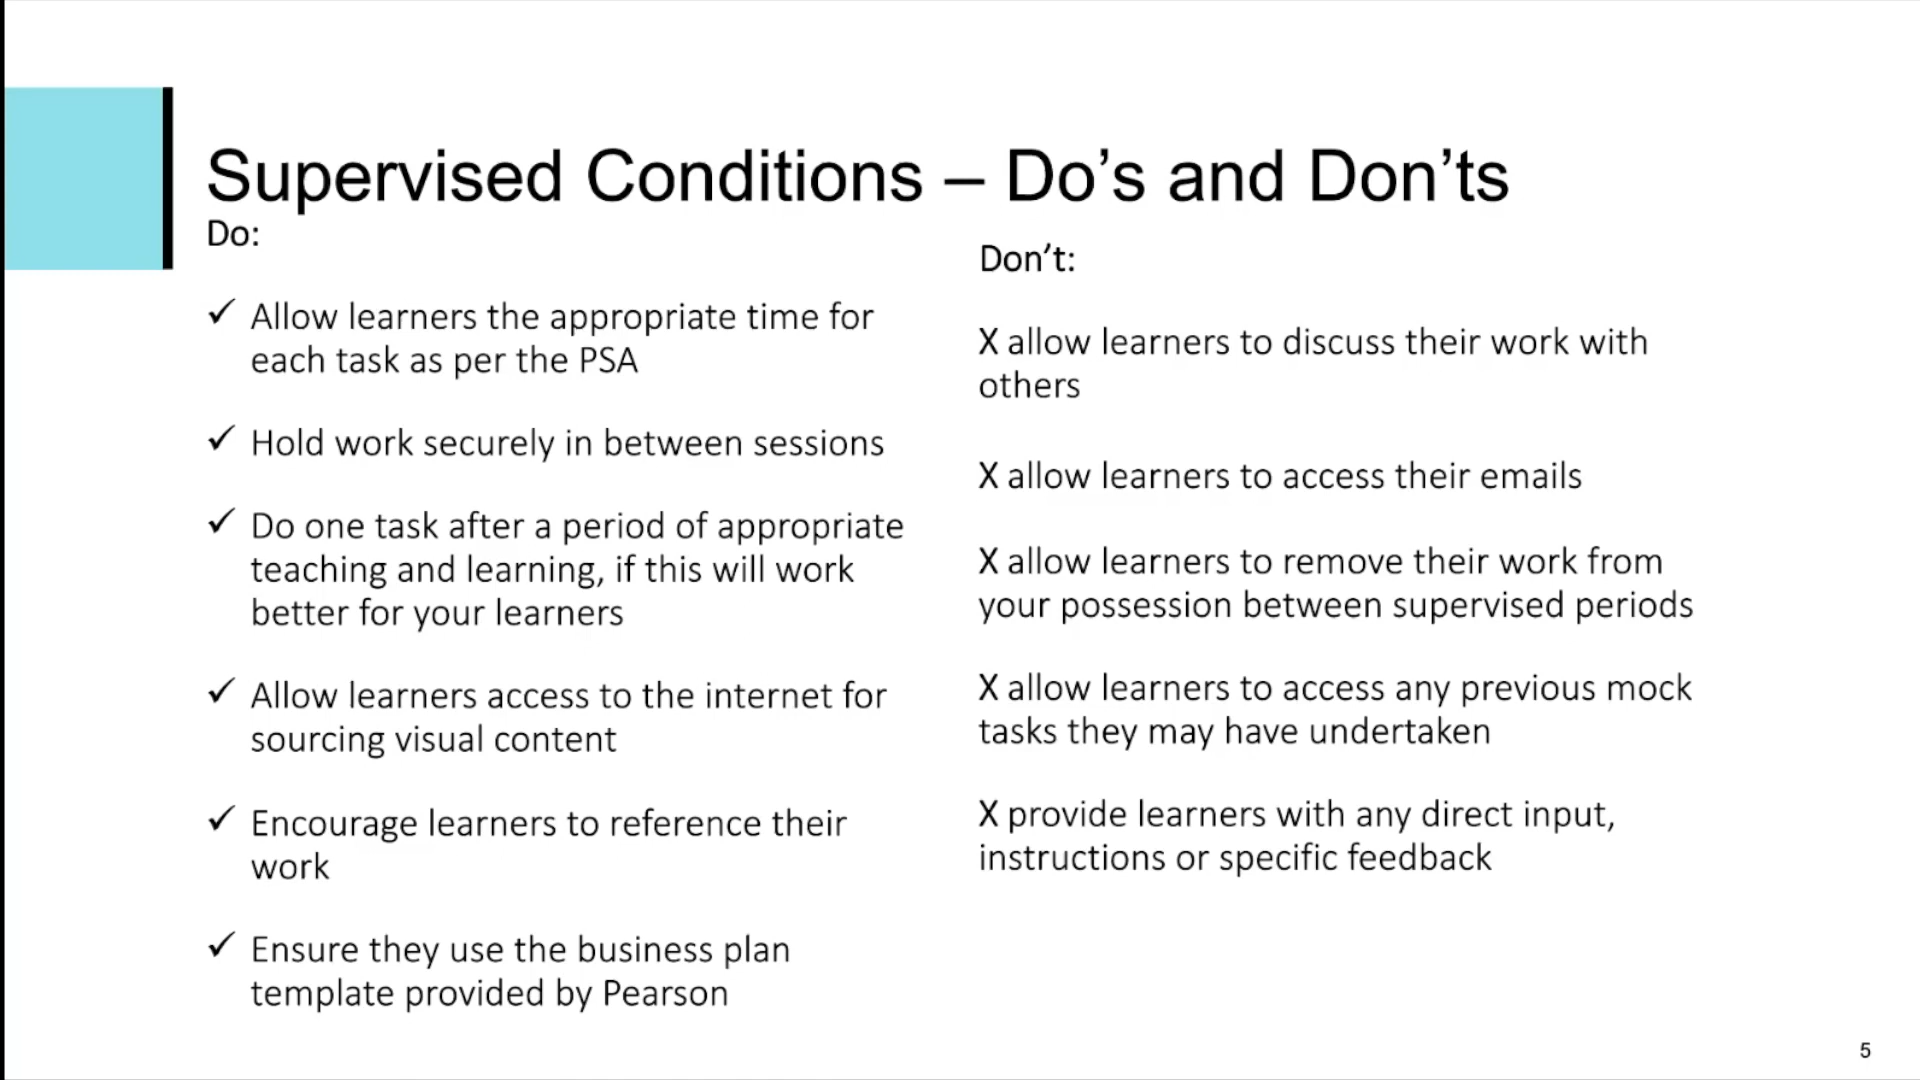 Supervised Conditions – Do’s and Don’ts
Do:
✓ Allow learners the appropriate time for
each task as per the PSA
✓ Hold work securely in between sessions
✓ Do one task after a period of appropriate
teaching and learning, if this will work
better for your learners
✓ Allow learners access to the internet for
sourcing visual content
✓ Encourage learners to reference their
work
✓ Ensure they use the business plan
template provided by Pearson
Don’t:
X allow learners to discuss their work with
others
X allow learners to access their emails
X allow learners to remove their work from
your possession between supervised periods
X allow learners to access any previous mock
tasks they may have undertaken
X provide learners with any direct input,
instructions or specific feedback
5